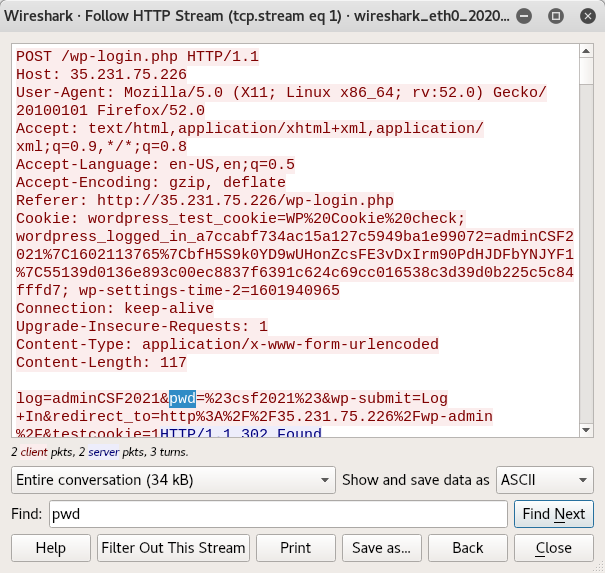 Wireshark · Follow HTTP Stream (tcp.stream eq 1) · wireshark_eth0_2020...
POST /wp-login.php HTTP/1.1
Host: 35.231.75.226
User-Agent: Mozilla/5.0 (X11; Linux x86_64; rv:52.0) Gecko/
20100101 Firefox/52.0
Accept: text/html,application/xhtml+xml,application/
xml;q=0.9,*/*;q=0.8
Accept-Language: en-US,en;q=0.5
Accept-Encoding: gzip, deflate
Referer: http://35.231.75.226/wp-login.php
Cookie: wordpress_test_cookie=WP%20Cookie%20check;
wordpress_logged_in_a7ccabf734ac15a127c5949ba1e99072=adminCSF2
021%7C1602113765%7CbfH5S9k0YD9wUHonZcsFE3vDxIrm90PdHJDFbYNJYF1
%7C55139d0136e893c00ec8837f6391c624c69cc016538c3d39d0b225c5c84
fffd7; wp-settings-time-2=1601940965
Connection: keep-alive
Upgrade-Insecure-Requests: 1
Content-Type: application/x-www-form-urlencoded
Content-Length: 117
log=adminCSF2021&pwd=%23csf2021%23&wp-submit=Log
+In&redirect_to=http%3A%2F%2F35.231.75.226%2Fwp-admin
%2F&testcookie=1HTTP/1.1 302 Found
2 client pkts, 2 server pkts, 3 turns.
Entire conversation (34 kB) Show and save data as ASCII
Find: pwd Find Next
Help Filter Out This Stream Print Save as... Back Close